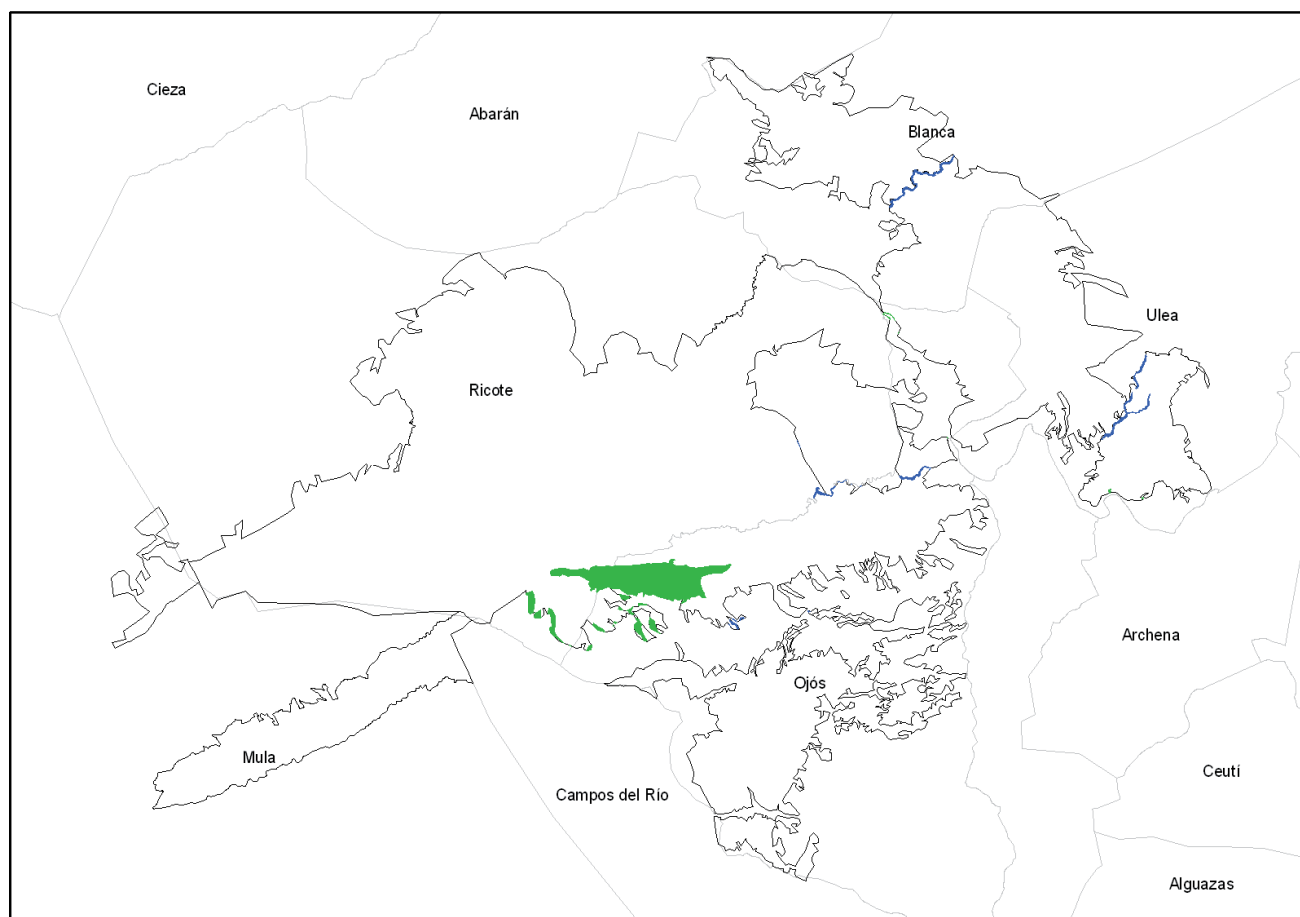 Cieza
Abarán
Blanca
Ulea
Ricote
Archena
Ojós
Mula
Ceutí
Campos del Río
Alguazas